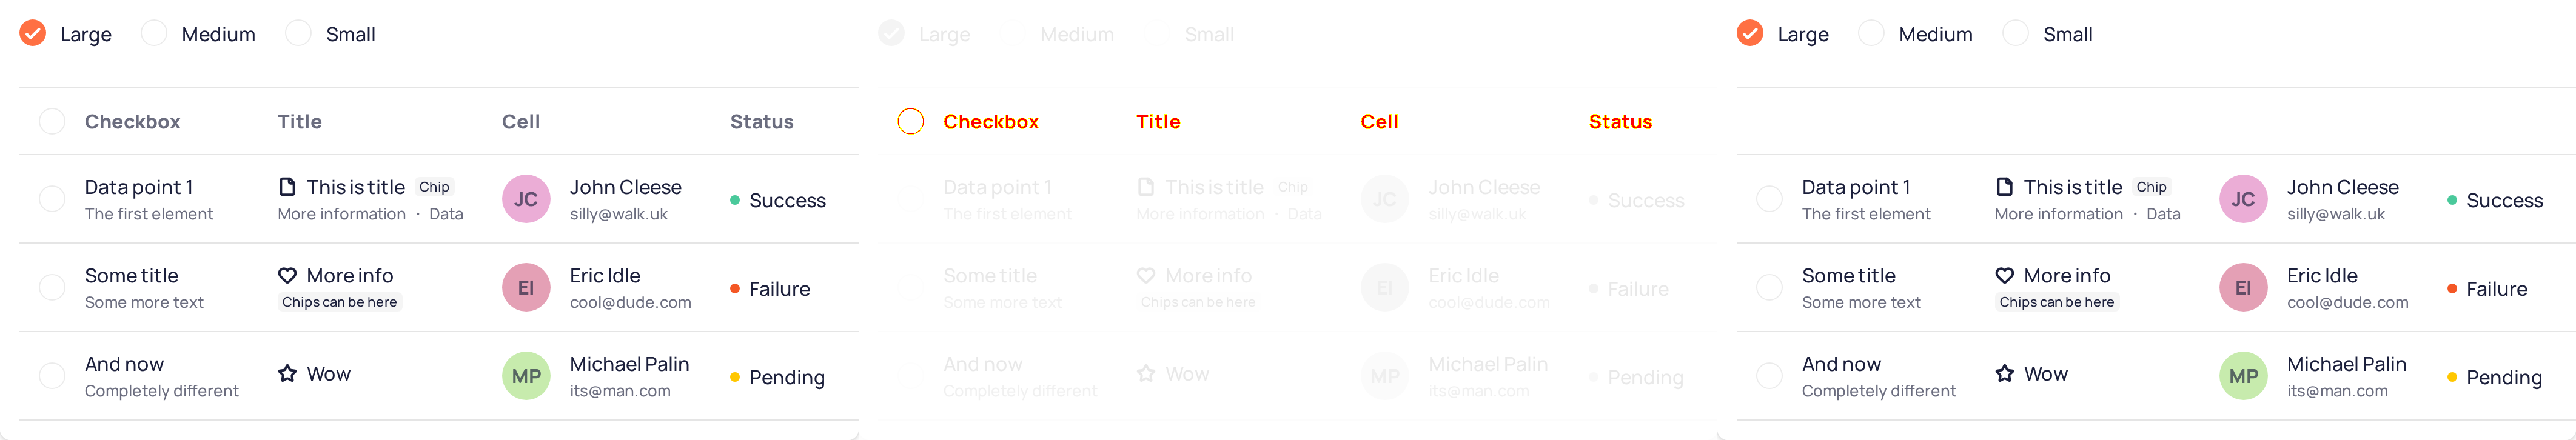 Large Medium Small
Checkbox Title Cell Status
Data point 1 This is title Chip John Cleese Success
The first element More information · Data silly@walk.uk
Some title More info Eric Idle Failure
Some more text Chips can be here cool@dude.com
And now Wow Michael Palin Pending
Completely different its@man.com
JC
EI
MP
Large Medium Small
Checkbox Title Cell Status
Data point 1 This is title Chip John Cleese Success
The first element More information · Data silly@walk.uk
Some title More info Eric Idle Failure
Some more text Chips can be here cool@dude.com
And now Wow Michael Palin Pending
Completely different its@man.com
JC
EI
MP
Large Medium Small
Data point 1 This is title Chip John Cleese Success
The first element More information · Data silly@walk.uk
Some title More info Eric Idle Failure
Some more text Chips can be here cool@dude.com
And now Wow Michael Palin Pending
Completely different its@man.com
JC
EI
MP